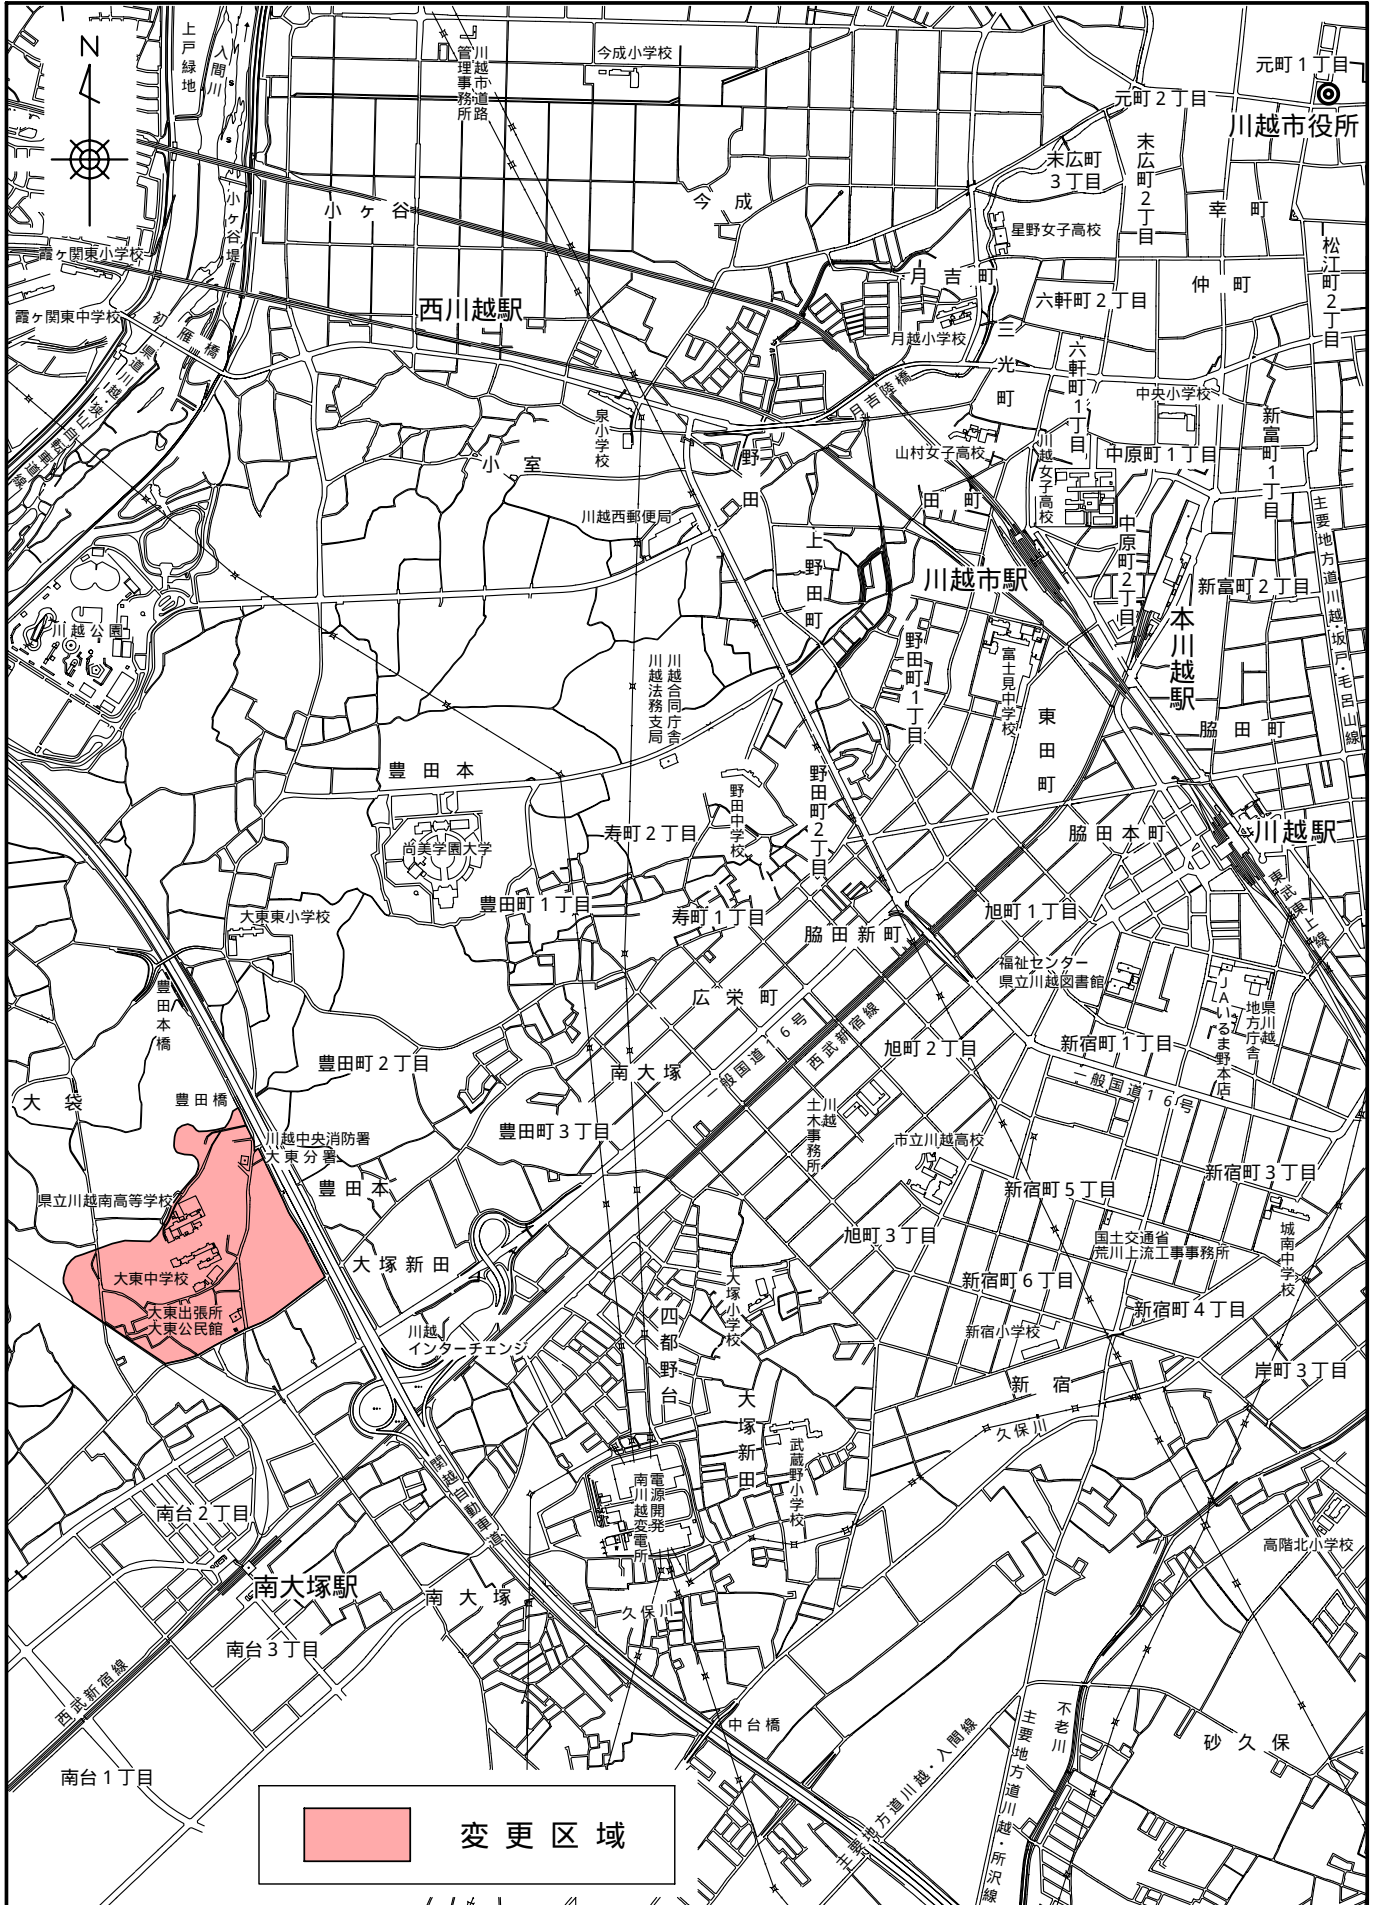 N
上戸緑地
入間川
川越市道路
管理事務所
今成小学校
元町1丁目
元町2丁目
川越市役所
末広町
3丁目
末広町2丁目
小ヶ谷
小ヶ谷堤
今成
星野女子高校
幸町
松江町2丁目
霞ヶ関東小学校
月吉町
仲町
六軒町2丁目
西川越駅
霞ヶ関東中学校
初雁橋
月越小学校
三光町
六軒町1丁目
県道川越・狭山自転車道線
月吉陸橋
中央小学校
泉小学校
新富町1丁目
小室
野田
山村女子高校
川越女子高校
中原町1丁目
田町
川越西郵便局
主要地方道川越・坂戸・毛呂山線
上野田町
中原町2丁目
川越市駅
新富町2丁目
本川越駅
川越公園
野田町1丁目
富士見中学校
川越合同庁舎
川越法務支局
東田町
脇田町
豊田本
野田中学校
野田町2丁目
寿町2丁目
脇田本町
川越駅
尚美学園大学
東武東上線
豊田町1丁目
大東東小学校
寿町1丁目
旭町1丁目
脇田新町
福祉センター
県立川越図書館
豊田本橋
広栄町
JAいるま野本店
県川越
地方庁舎
一般国道16号
西武新宿線
豊田町2丁目
南大塚
旭町2丁目
新宿町1丁目
一般国道16号
大袋
豊田橋
川越
土木事務所
豊田町3丁目
川越中央消防署
大東分署
市立川越高校
豊田本
県立川越南高等学校
新宿町5丁目
新宿町3丁目
旭町3丁目
国土交通省
荒川上流工事事務所
城南中学校
大塚新田
大東中学校
新宿町6丁目
大塚小学校
新宿町4丁目
大東出張所
大東公民館
四都野台
川越
インターチェンジ
新宿小学校
岸町3丁目
新宿
大塚新田
久保川
武蔵野小学校
関越自動車道
電源開発
南川越変電所
南台2丁目
高階北小学校
南大塚駅
南大塚
久保川
南台3丁目
西武新宿線
中台橋
不老川
主要地方道川越・所沢線
砂久保
主要地方道川越・入間線
南台1丁目
変更区域